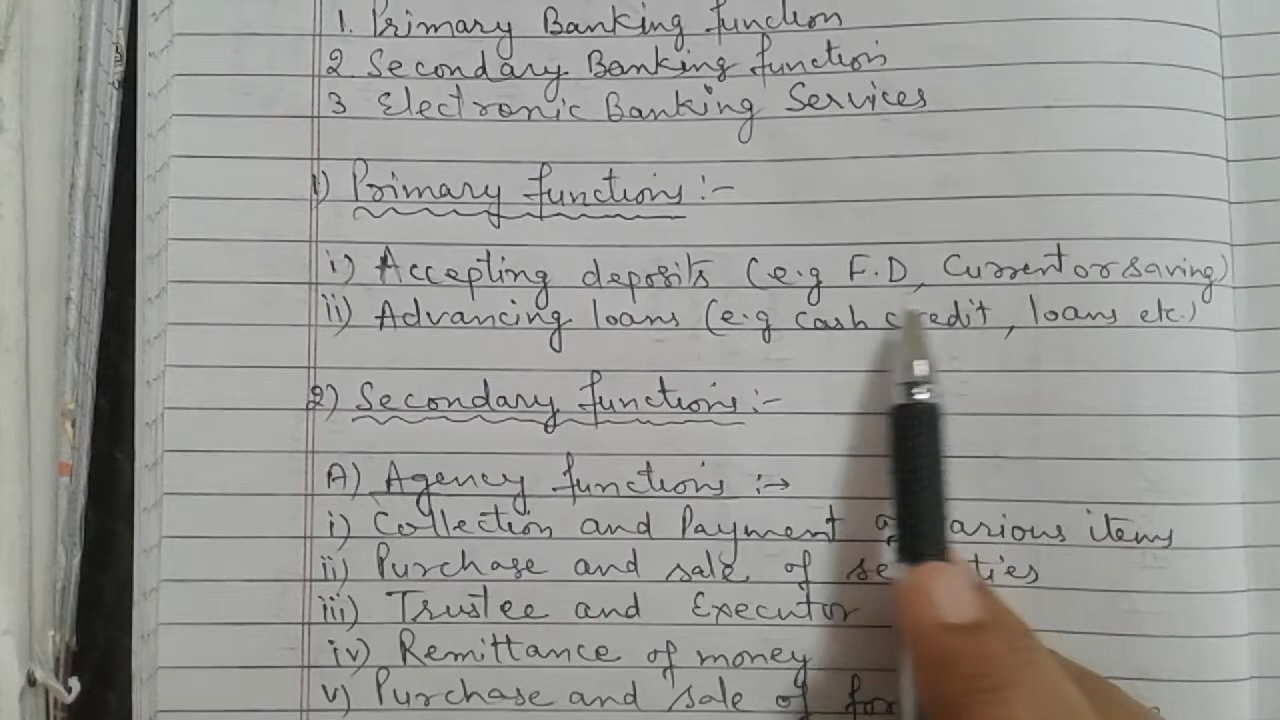 1. Primary Banking function
2. Secondary Banking function
3 Electronic Banking Services
1) Primary functions :-
i) Accepting deposits (e.g F.D, Current or Saving)
ii) Advancing loans (e.g cash credit, loans etc.)
2) Secondary functions :-
A) Agency functions :→
i) Collection and Payment of various items
ii) Purchase and sale of
iii) Trustee and Executor
iv) Remittance of money
v) Purchase and sale of